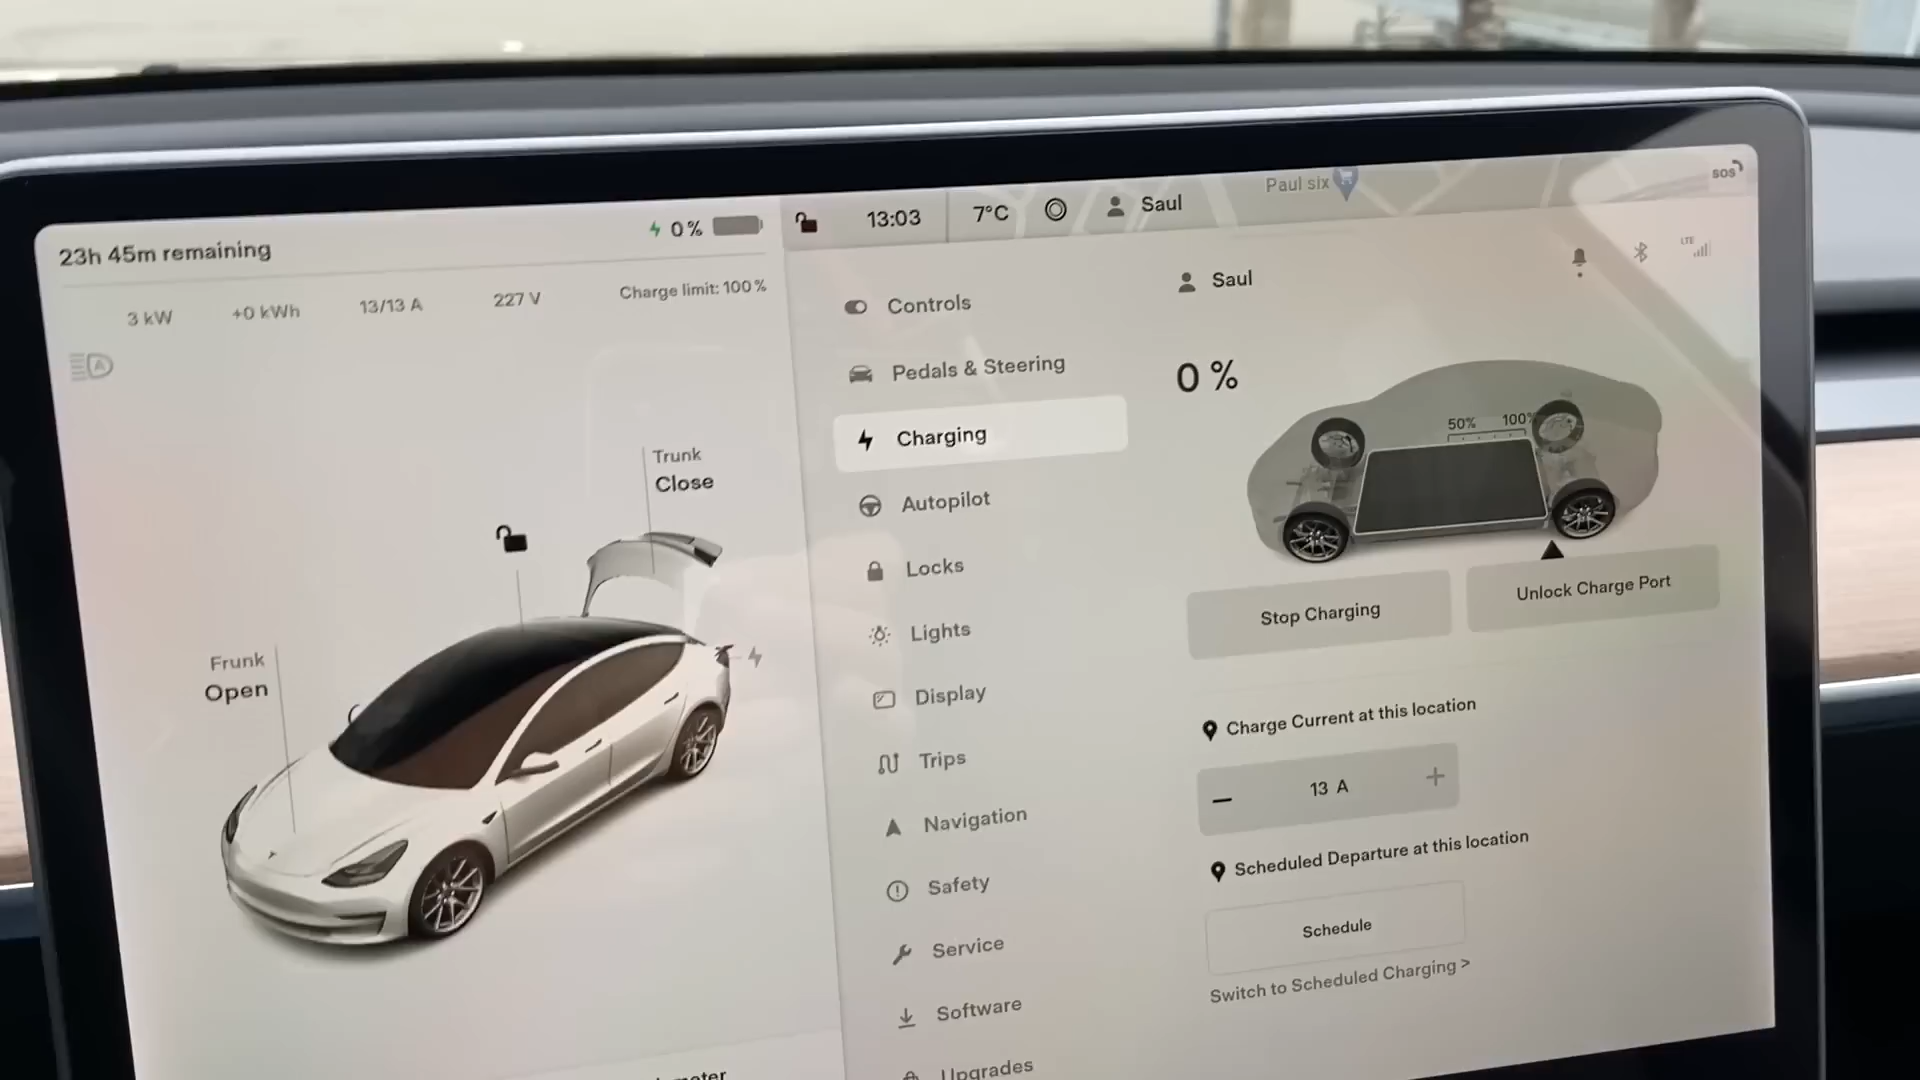 23h 45m remaining
0 %
3 kW
+0 kWh
13/13 A
227 V
Charge limit: 100 %
Trunk
Close
Frunk
Open
13:03
7°C
Saul
Paul six
SOS
Controls
Pedals & Steering
Charging
Autopilot
Locks
Lights
Display
Trips
Navigation
Safety
Service
Software
Upgrades
Saul
LTE
0 %
50%
100%
Stop Charging
Unlock Charge Port
Charge Current at this location
13 A
Scheduled Departure at this location
Schedule
Switch to Scheduled Charging >